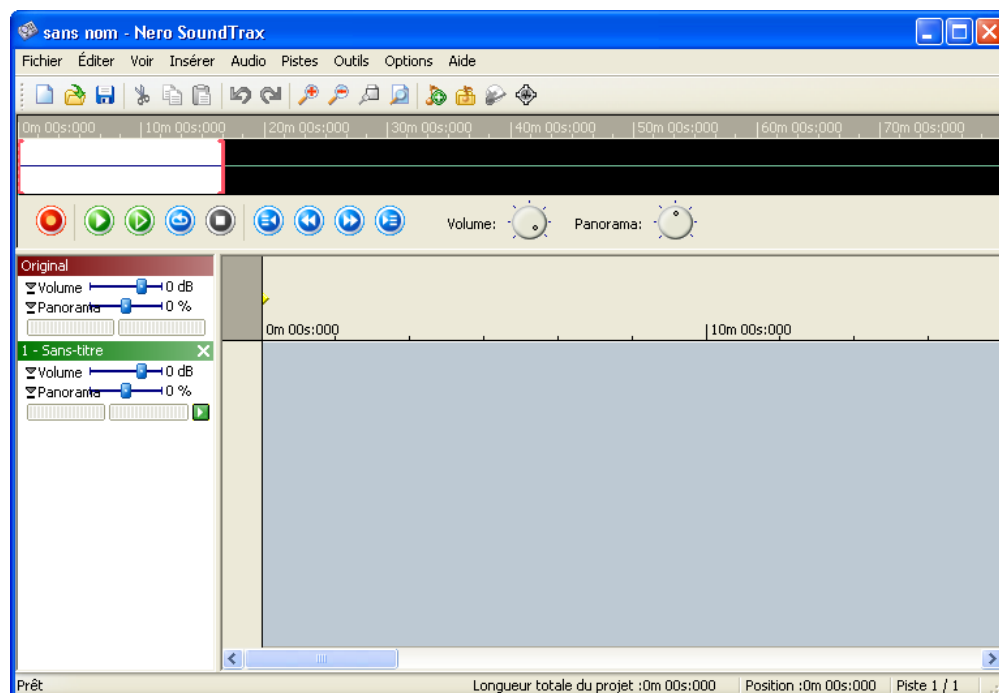 sans nom - Nero SoundTrax
Fichier Éditer Voir Insérer Audio Pistes Outils Options Aide
0m 00s:000 10m 00s:000 20m 00s:000 30m 00s:000 40m 00s:000 50m 00s:000 60m 00s:000 70m 00s:000
Volume: Panorama:
Original
Volume 0 dB
Panorama 0 %
0m 00s:000 10m 00s:000
1 - Sans-titre
Volume 0 dB
Panorama 0 %
Prêt Longueur totale du projet :0m 00s:000 Position :0m 00s:000 Piste 1 / 1